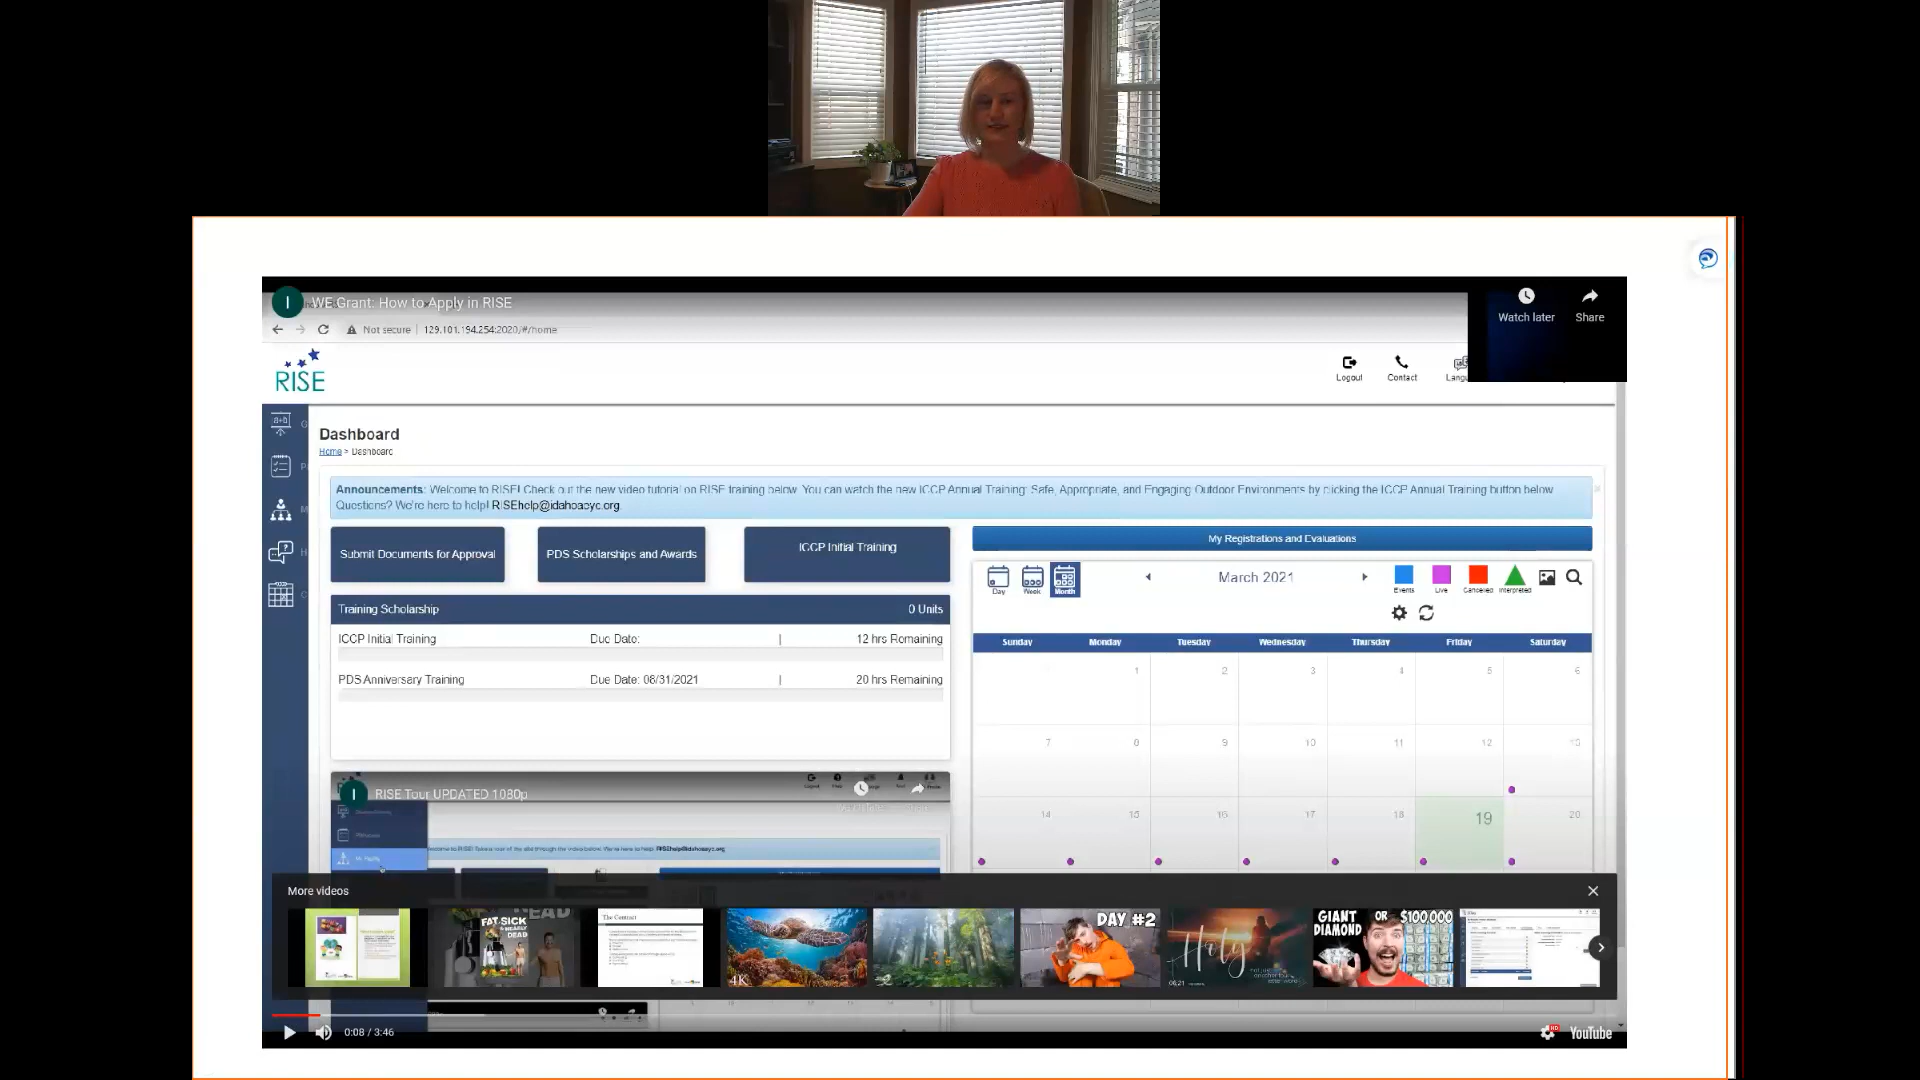 WE Grant: How to Apply in RISE
Watch later
Share
Not secure
129.101.194.254:2020/#/home
RISE
Logout
Contact
Dashboard
Home > Dashboard
Announcements: Welcome to RISE! Check out the new video tutorial on RISE training below. You can watch the new ICCP Annual Training: Safe, Appropriate, and Engaging Outdoor Environments by clicking the ICCP Annual Training button below
Questions? We're here to help! RISEhelp@idahoaeyc.org.
Submit Documents for Approval
PDS Scholarships and Awards
ICCP Initial Training
My Registrations and Evaluations
Day
Week
Month
March 2021
Events
Live
Cancelled
Interpreted
Training Scholarship
0 Units
ICCP Initial Training
Due Date:
|
12 hrs Remaining
PDS Anniversary Training
Due Date: 08/31/2021
|
20 hrs Remaining
Sunday Monday Tuesday Wednesday Thursday Friday Saturday
1 2 3 4 5 6
7 8 9 10 11 12 13
14 15 16 17 18 19 20
RISE Tour UPDATED 1080p
More videos
FAT SICK
& NEARLY
DEAD
The Contract
4K
DAY #2
Holy
GIANT DIAMOND
OR $100,000
0:08 / 3:46
HD
YouTube